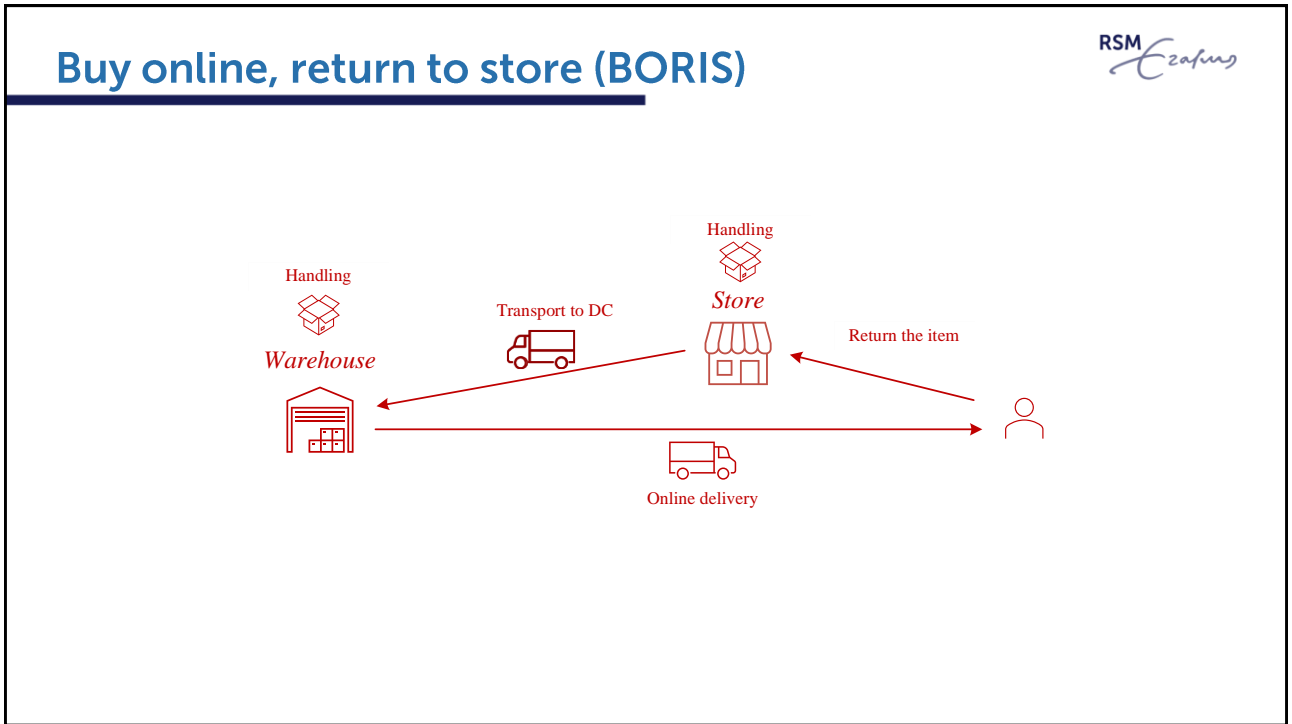 Buy online, return to store (BORIS)
RSM
Erasmus
Handling
Store
Handling
Warehouse
Transport to DC
Return the item
Online delivery